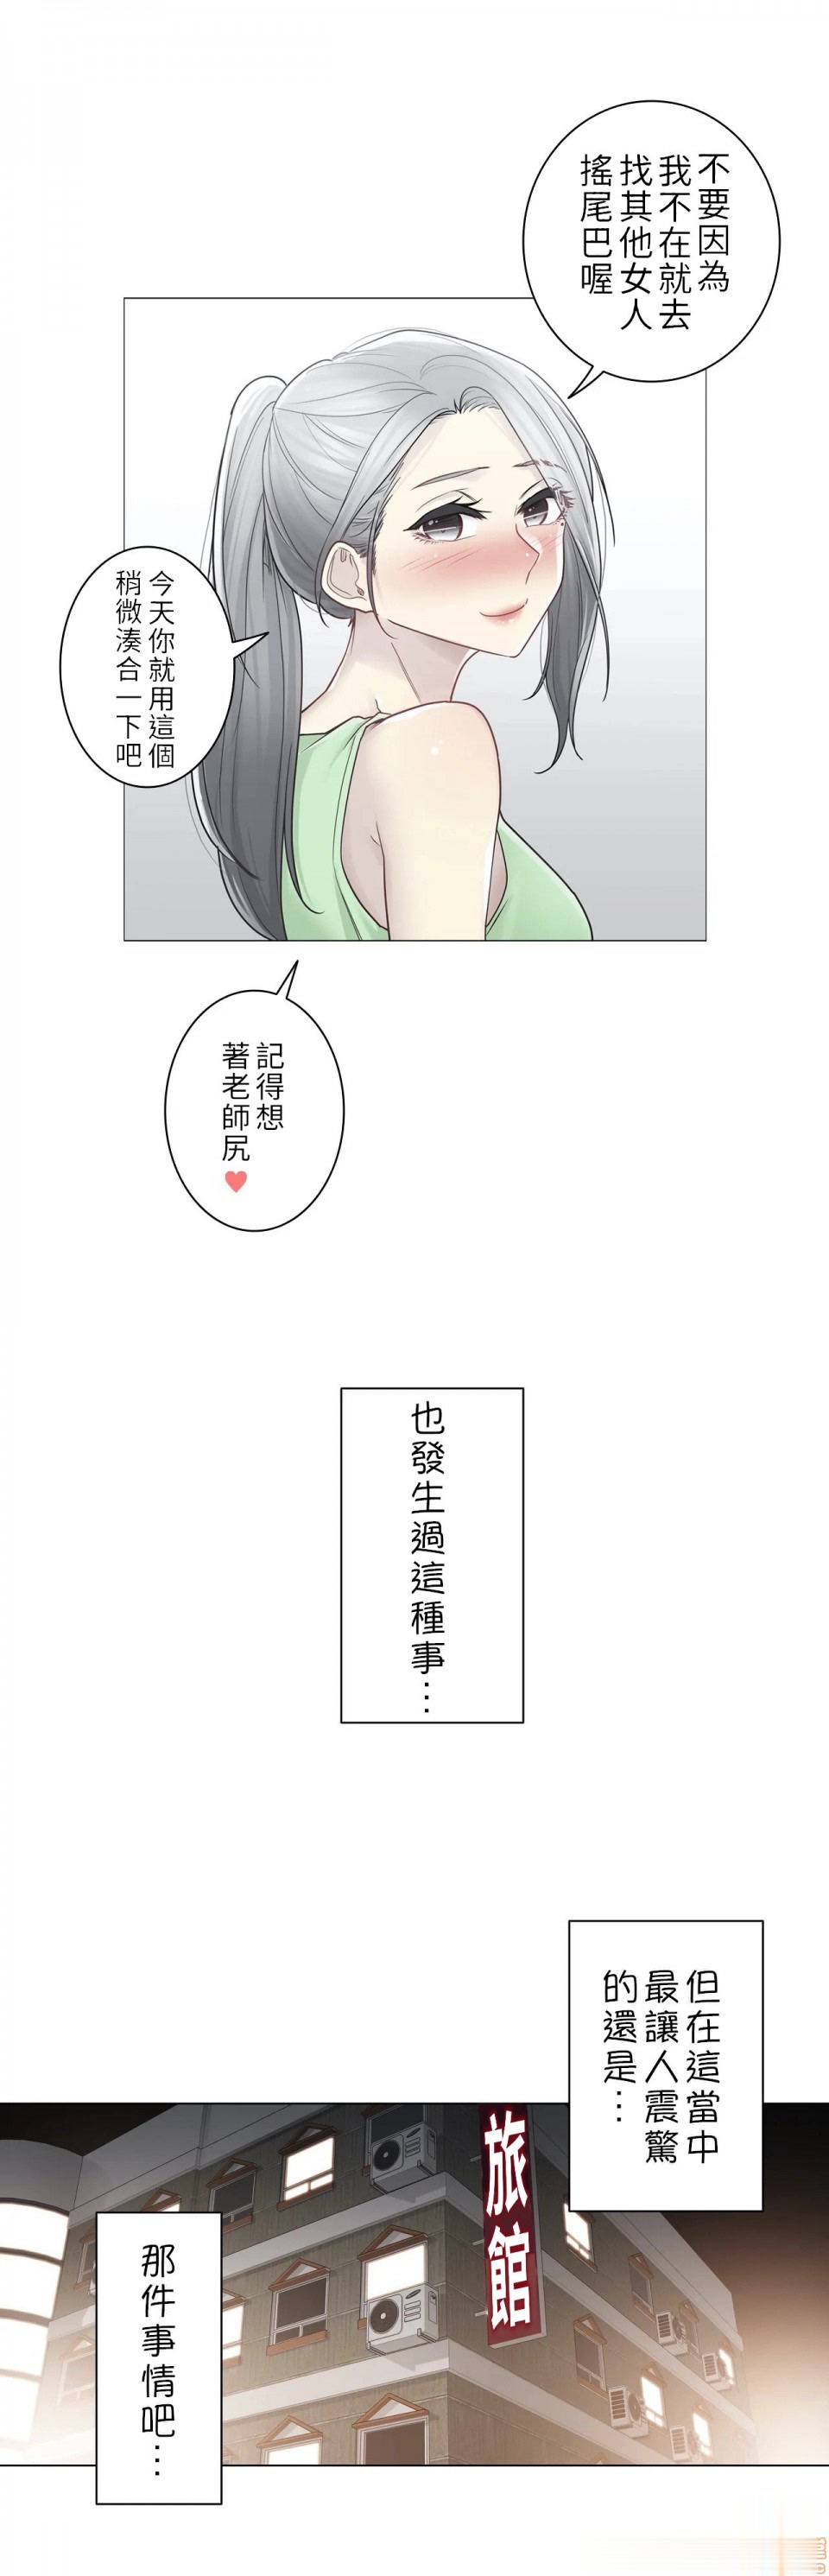 不要因為
我不在就去
找其他女人
搖尾巴喔
今天你就用這個
稍微湊合一下吧
記得想
著老師尻♥
也發生過這種事…
但在這當中
最讓人震驚
的還是…
旅館
那件事情吧…